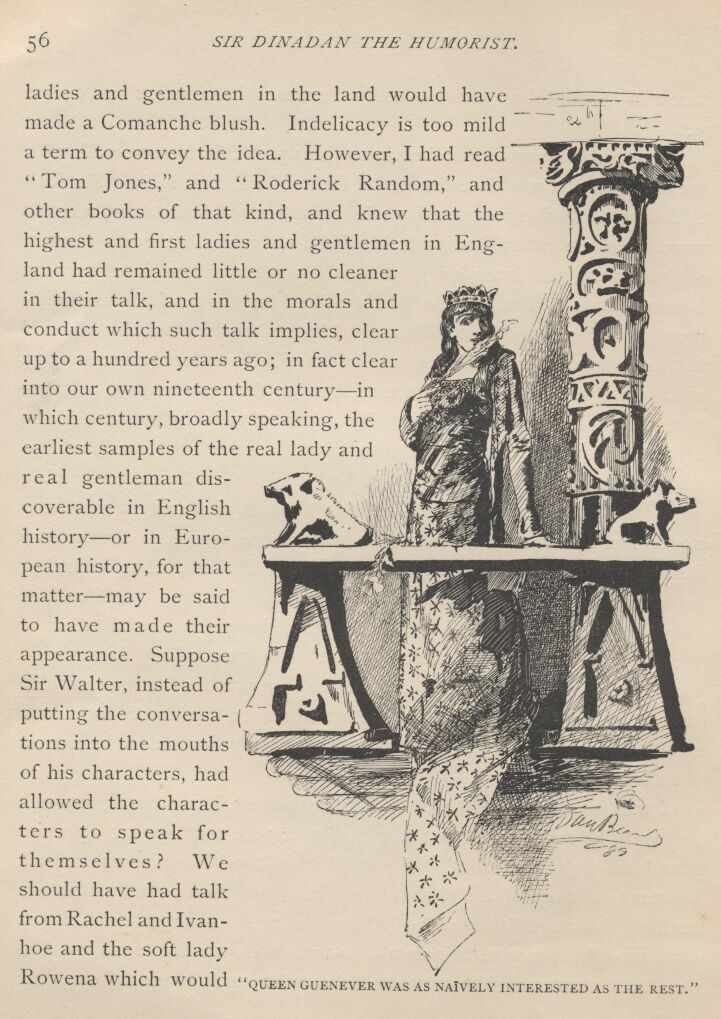 56
SIR DINADAN THE HUMORIST.
ladies and gentlemen in the land would have
made a Comanche blush. Indelicacy is too mild
a term to convey the idea. However, I had read
“Tom Jones,” and “Roderick Random,” and
other books of that kind, and knew that the
highest and first ladies and gentlemen in Eng-
land had remained little or no cleaner
in their talk, and in the morals and
conduct which such talk implies, clear
up to a hundred years ago; in fact clear
into our own nineteenth century—in
which century, broadly speaking, the
earliest samples of the real lady and
real gentleman dis-
coverable in English
history—or in Euro-
pean history, for that
matter—may be said
to have made their
appearance. Suppose
Sir Walter, instead of
putting the conversa-
tions into the mouths
of his characters, had
allowed the charac-
ters to speak for
themselves? We
should have had talk
from Rachel and Ivan-
hoe and the soft lady
Rowena which would
Dan Beard
89
“QUEEN GUENEVER WAS AS NAÏVELY INTERESTED AS THE REST.”